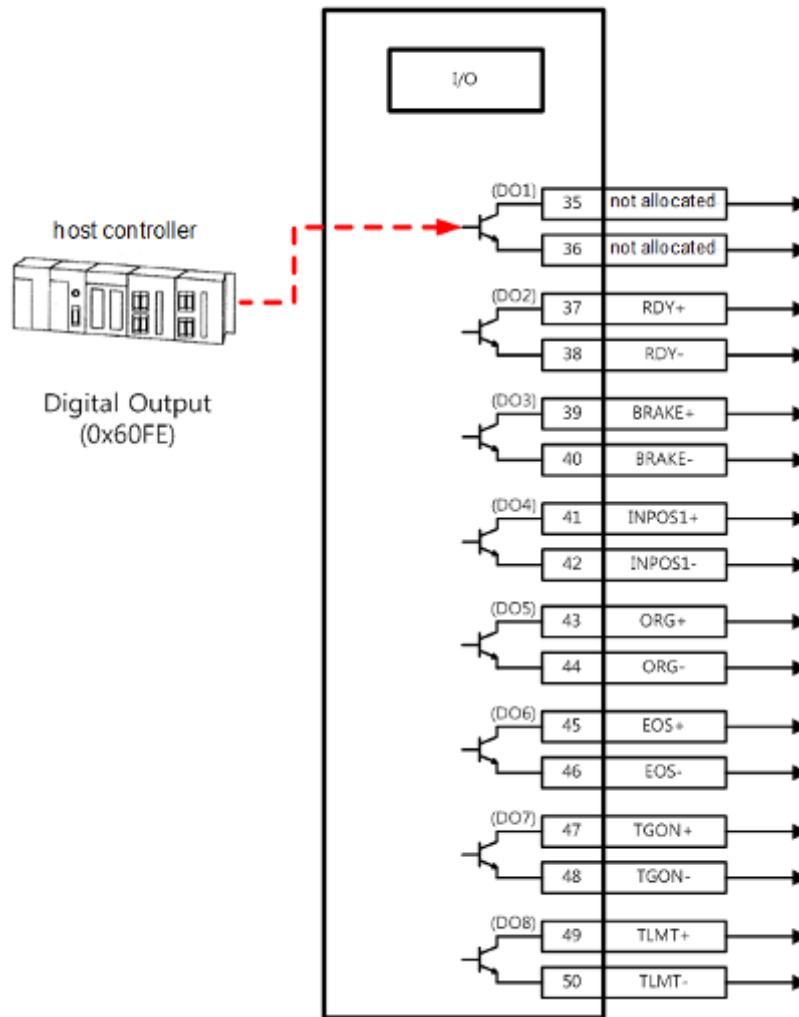 I/O
host controller
Digital Output
(0x60FE)
(DO1)
35 not allocated
36 not allocated
(DO2)
37 RDY+
38 RDY-
(DO3)
39 BRAKE+
40 BRAKE-
(DO4)
41 INPOS1+
42 INPOS1-
(DO5)
43 ORG+
44 ORG-
(DO6)
45 EOS+
46 EOS-
(DO7)
47 TGON+
48 TGON-
(DO8)
49 TLMT+
50 TLMT-